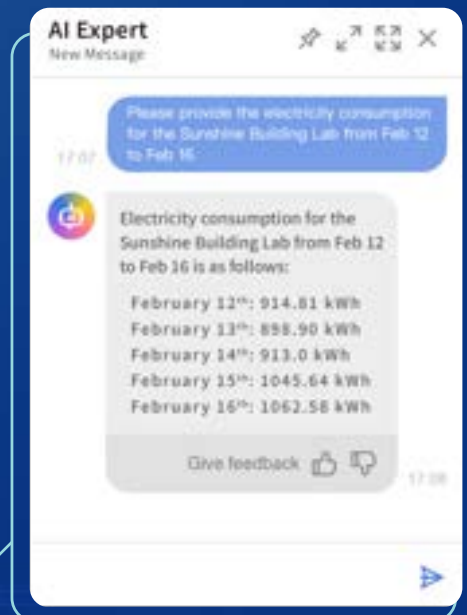 AI Expert
New Message
Please provide the electricity consumption
for the Sunshine Building Lab from Feb 12
to Feb 16
17:07
Electricity consumption for the
Sunshine Building Lab from Feb 12
to Feb 16 is as follows:
February 12ᵗʰ: 914.81 kWh
February 13ᵗʰ: 898.90 kWh
February 14ᵗʰ: 913.0 kWh
February 15ᵗʰ: 1045.64 kWh
February 16ᵗʰ: 1062.58 kWh
Give feedback
17:08